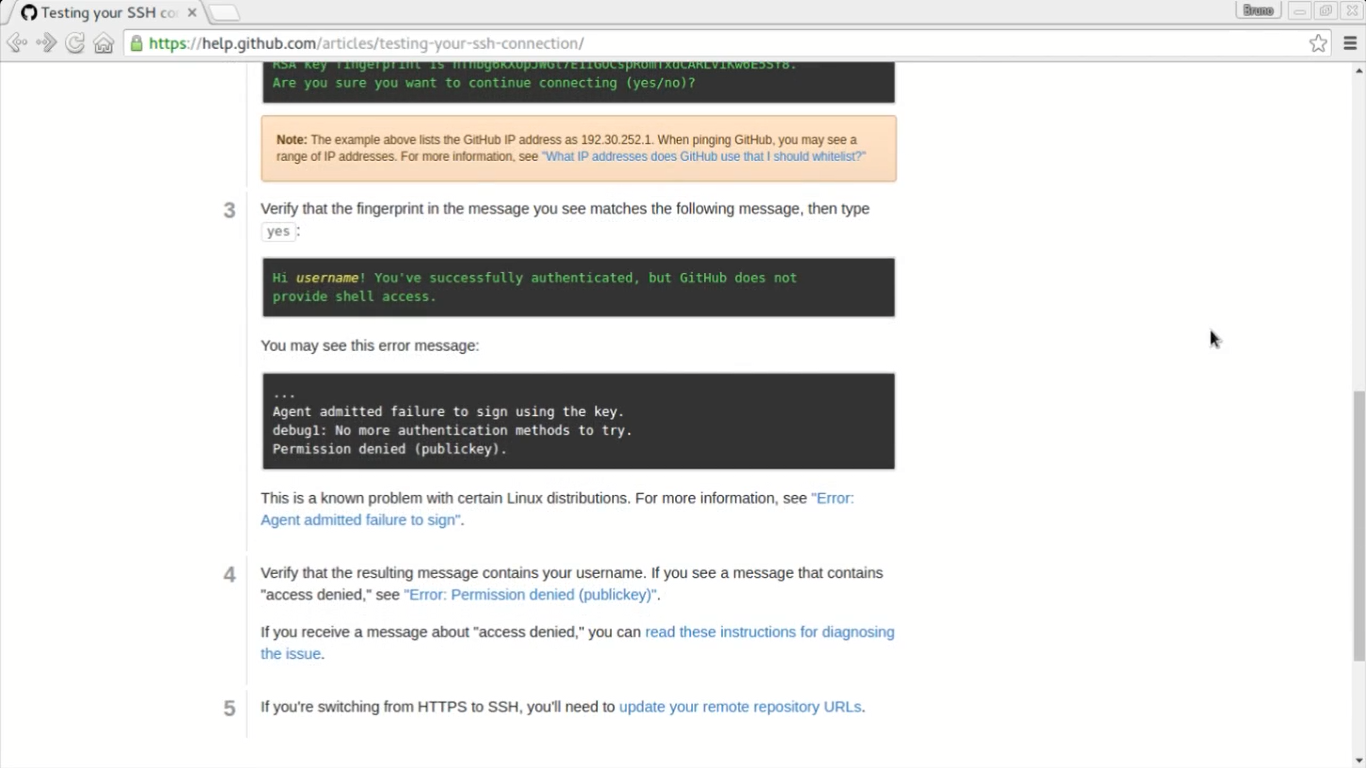 Testing your SSH co
Bruno
https://help.github.com/articles/testing-your-ssh-connection/
RSA key fingerprint is
Are you sure you want to continue connecting (yes/no)?
Note: The example above lists the GitHub IP address as 192.30.252.1. When pinging GitHub, you may see a
range of IP addresses. For more information, see "What IP addresses does GitHub use that I should whitelist?"
3 Verify that the fingerprint in the message you see matches the following message, then type
yes:
Hi username! You've successfully authenticated, but GitHub does not
provide shell access.
You may see this error message:
...
Agent admitted failure to sign using the key.
debug1: No more authentication methods to try.
Permission denied (publickey).
This is a known problem with certain Linux distributions. For more information, see "Error:
Agent admitted failure to sign".
4 Verify that the resulting message contains your username. If you see a message that contains
"access denied," see "Error: Permission denied (publickey)".
If you receive a message about "access denied," you can read these instructions for diagnosing
the issue.
5 If you're switching from HTTPS to SSH, you'll need to update your remote repository URLs.